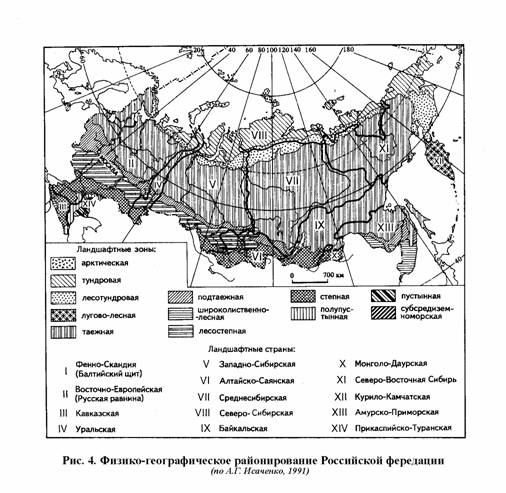 20 40 60 80 100 120 140 160 180
VIII
XI
II
V
VII
XII
IV
IX
III
XIV
XIII
VI
0 700 км
Ландшафтные зоны:
арктическая
тундровая
лесотундровая
лугово-лесная
таежная
подтаежная
широколиственно-
лесная
лесостепная
степная
полупус-
тынная
пустынная
субсредизем-
номорская
Ландшафтные страны:
I Фенно-Скандия
(Балтийский щит)
II Восточно-Европейская
(Русская равнина)
III Кавказская
IV Уральская
V Западно-Сибирская
VI Алтайско-Саянская
VII Среднесибирская
VIII Северо- Сибирская
IX Байкальская
X Монголо-Даурская
XI Северо-Восточная Сибирь
XII Курило-Камчатская
XIII Амурско-Приморская
XIV Прикаспийско-Туранская
Рис. 4. Физико-географическое районирование Российской фередации
(по А.Г. Исаченко, 1991)